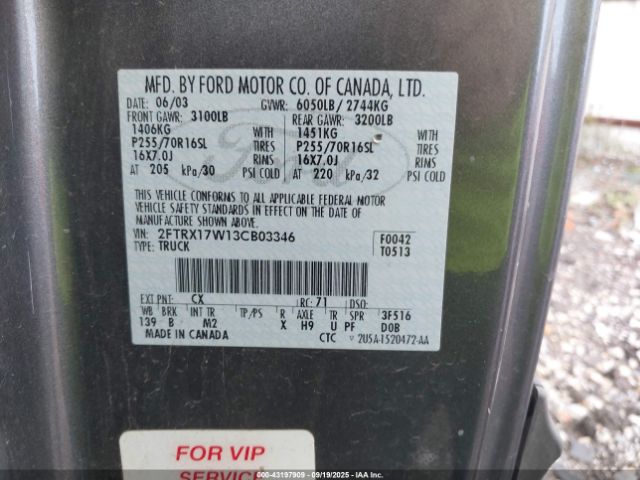 MFD. BY FORD MOTOR CO. OF CANADA, LTD.
DATE: 06/03 GVWR: 6050LB/ 2744KG
FRONT GAWR: 3100LB REAR GAWR: 3200LB
1406KG WITH 1451KG WITH
P255/70R16SL TIRES P255/70R16SL TIRES
16X7.0J RIMS 16X7.0J RIMS
AT 205 kPa/30 PSI COLD AT 220 kPa/32 PSI COLD
THIS VEHICLE CONFORMS TO ALL APPLICABLE FEDERAL MOTOR
VEHICLE SAFETY STANDARDS IN EFFECT ON THE DATE OF
MANUFACTURE SHOWN ABOVE.
VIN: 2FTRX17W13CB03346 F0042
TYPE: TRUCK T0513
EXT PNT: CX RC: 71 DSO:
WB BRK INT TR TP/PS R AXLE TR SPR 3F516
139 B M2 X H9 U PF D0B
MADE IN CANADA CTC ▽ 2U5A-1520472-AA
Ford
FOR VIP
SERVICE
(000-43197909 - 09/19/2025 - IAA)